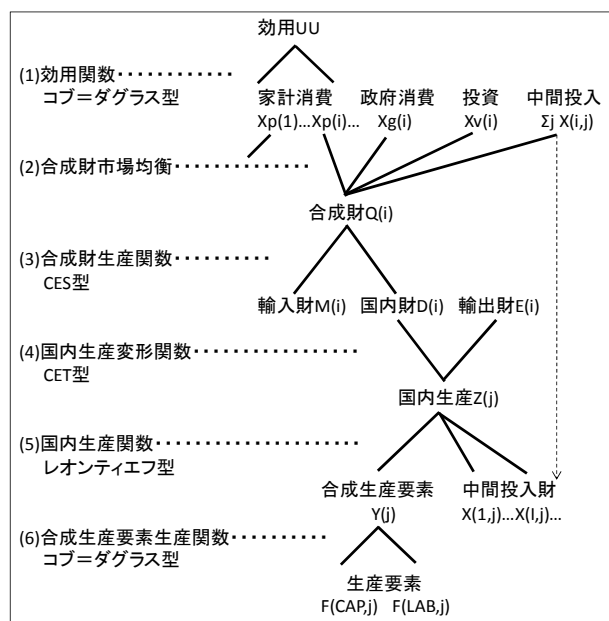 効用UU
(1)効用関数‥‥‥‥‥‥
コブ＝ダグラス型
家計消費 政府消費 投資 中間投入
Xp(1)...Xp(i)... Xg(i) Xv(i) Σj X(i,j)
(2)合成財市場均衡 ‥‥‥‥‥‥
合成財Q(i)
(3)合成財生産関数‥‥‥‥‥
CES型
輸入財M(i) 国内財D(i) 輸出財E(i)
(4)国内生産変形関数‥‥‥‥‥‥‥‥
CET型
国内生産Z(j)
(5)国内生産関数 ‥‥‥‥‥‥‥‥
レオンティエフ型
合成生産要素 中間投入財
Y(j) X(1,j)...X(I,j)...
(6)合成生産要素生産関数‥‥‥‥‥
コブ＝ダグラス型
生産要素
F(CAP,j) F(LAB,j)